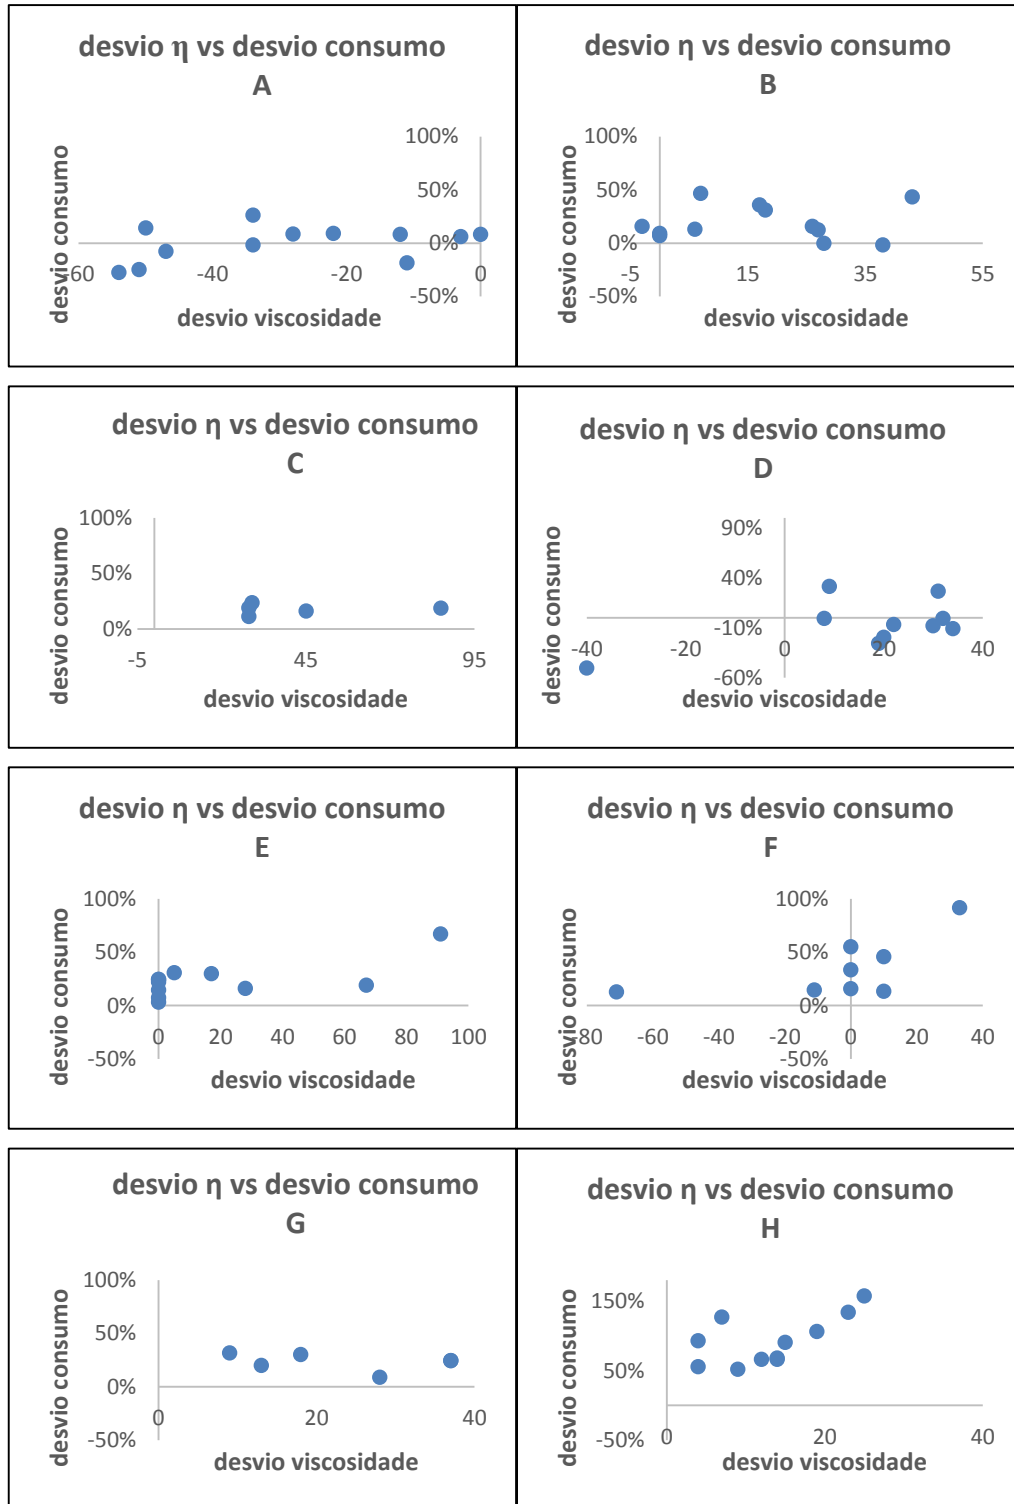 desvio η vs desvio consumo
A
100%
50%
0%
-50%
-60
-40
-20
0
desvio consumo
desvio viscosidade
desvio η vs desvio consumo
B
100%
50%
0%
-50%
-5
15
35
55
desvio consumo
desvio viscosidade
desvio η vs desvio consumo
C
100%
50%
0%
-5
45
95
desvio consumo
desvio viscosidade
desvio η vs desvio consumo
D
90%
40%
-10%
-60%
-40
-20
0
20
40
desvio consumo
desvio viscosidade
desvio η vs desvio consumo
E
100%
50%
0%
-50%
0
20
40
60
80
100
desvio consumo
desvio viscosidade
desvio η vs desvio consumo
F
100%
50%
0%
-50%
-80
-60
-40
-20
0
20
40
desvio consumo
desvio viscosidade
desvio η vs desvio consumo
G
100%
50%
0%
-50%
0
20
40
desvio consumo
desvio viscosidade
desvio η vs desvio consumo
H
150%
50%
-50%
0
20
40
desvio consumo
desvio viscosidade